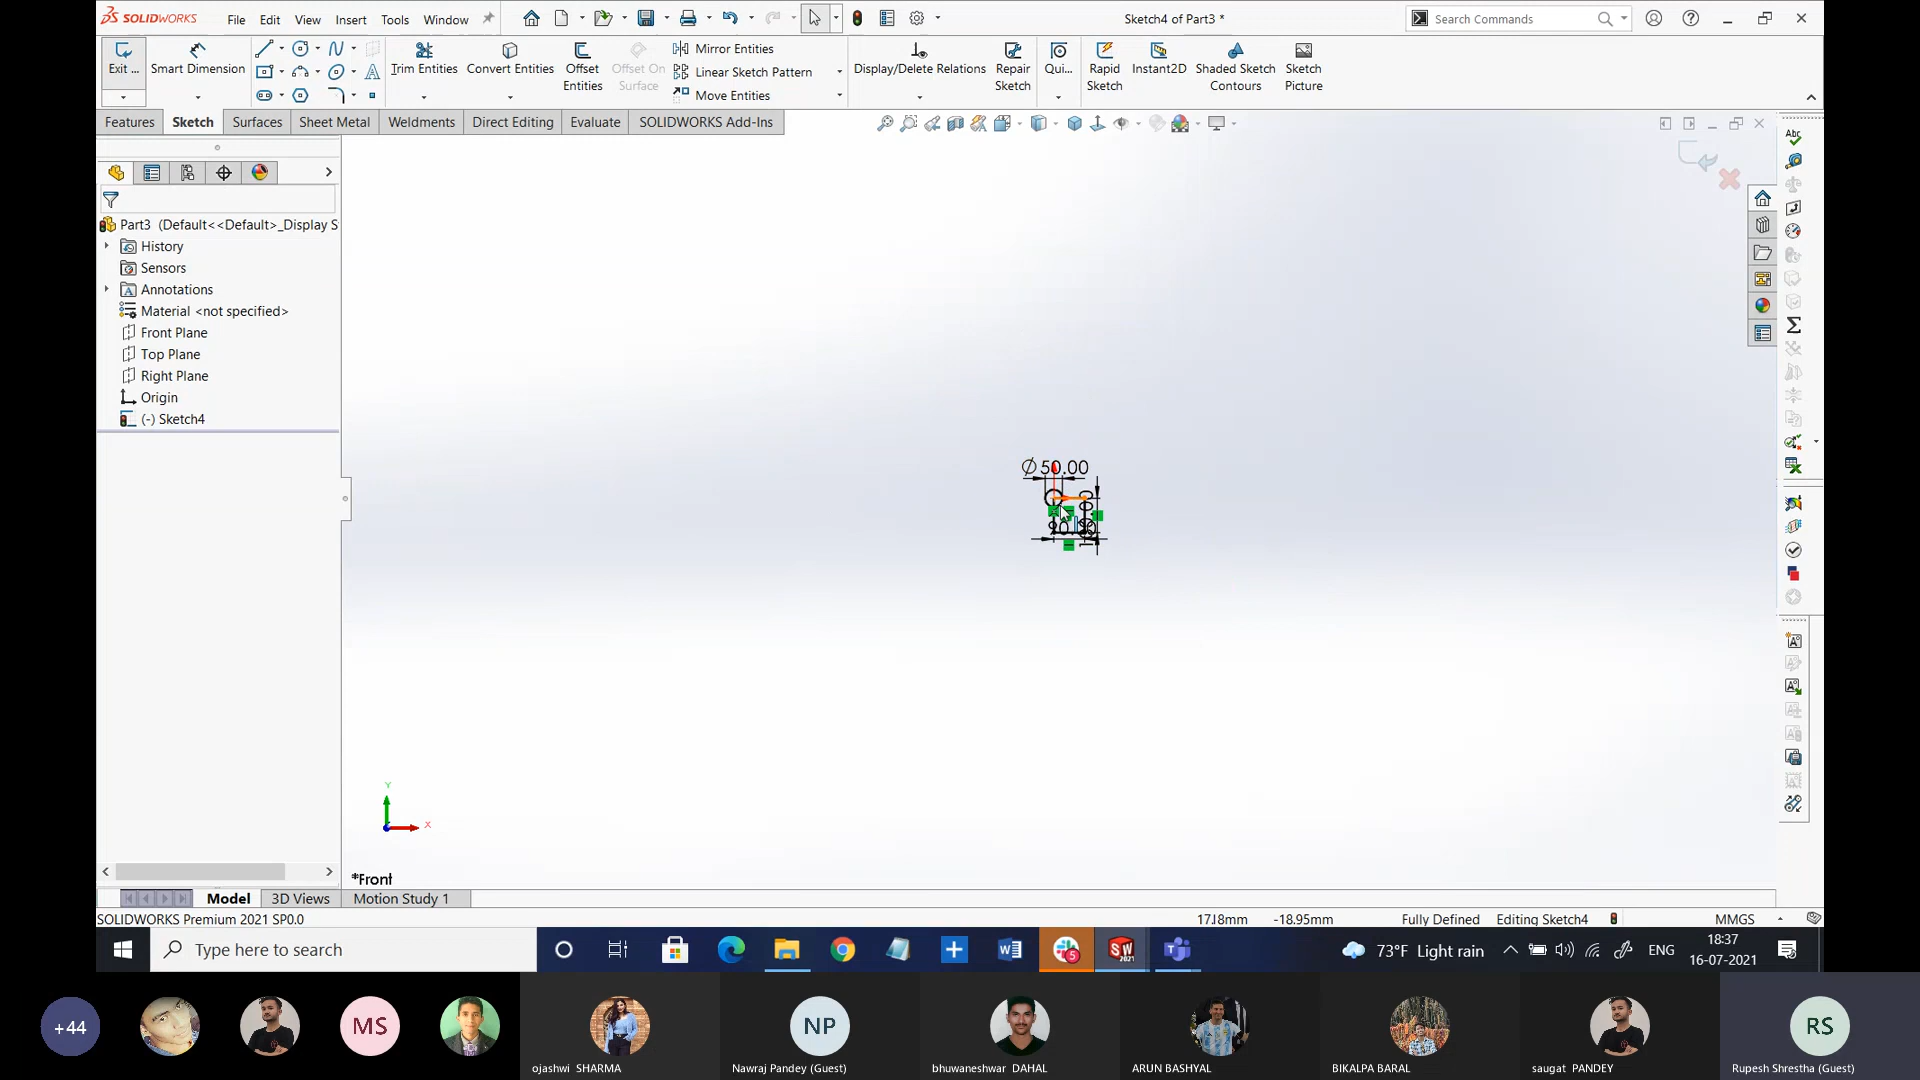 SOLIDWORKS File Edit View Insert Tools Window Sketch4 of Part3 * Search Commands
Exit ... Smart Dimension Trim Entities Convert Entities Offset Entities Offset On Surface Mirror Entities Linear Sketch Pattern Move Entities Display/Delete Relations Repair Sketch Qui... Rapid Sketch Instant2D Shaded Sketch Contours Sketch Picture
Features Sketch Surfaces Sheet Metal Weldments Direct Editing Evaluate SOLIDWORKS Add-Ins
Part3 (Default<<Default>_Display S
History
Sensors
Annotations
Material <not specified>
Front Plane
Top Plane
Right Plane
Origin
(-) Sketch4
Ø50.00
Y
X
*Front
Model 3D Views Motion Study 1
SOLIDWORKS Premium 2021 SP0.0 17.18mm -18.95mm Fully Defined Editing Sketch4 MMGS
Type here to search 73°F Light rain ENG 18:37
16-07-2021
+44 MS NP RS
ojashwi SHARMA Nawraj Pandey (Guest) bhuwaneshwar DAHAL ARUN BASHYAL BIKALPA BARAL saugat PANDEY Rupesh Shrestha (Guest)